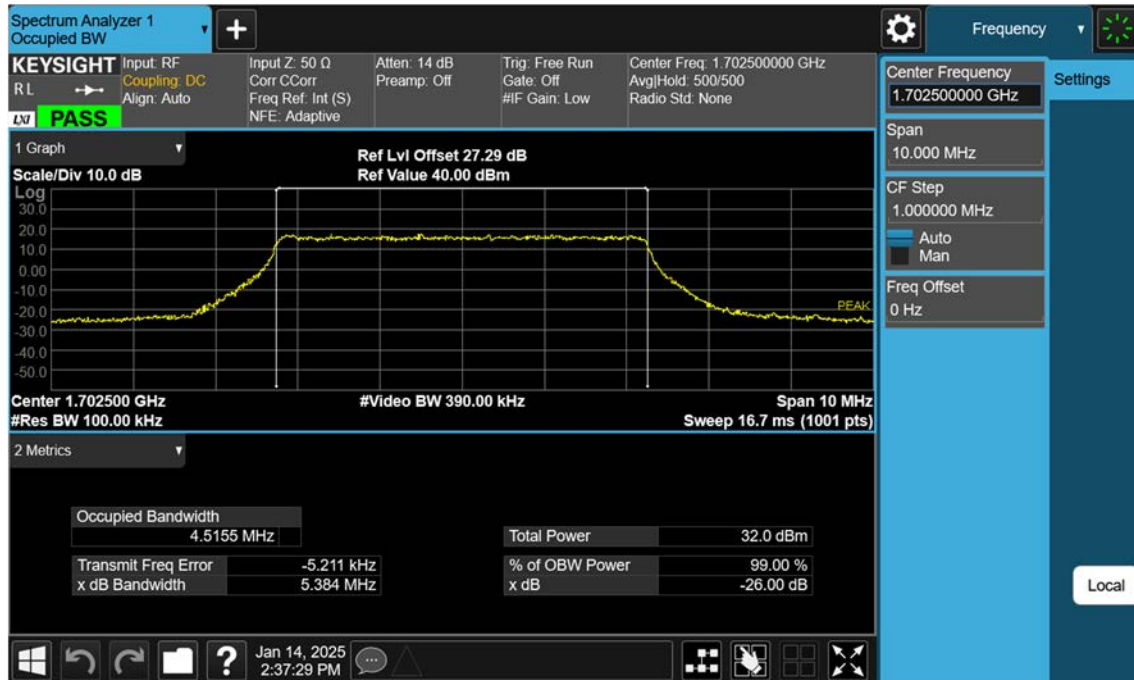 Spectrum Analyzer 1
Occupied BW
+
Frequency
KEYSIGHT
R L
LXI
PASS
Input: RF
Coupling: DC
Align: Auto
Input Z: 50 Ω
Corr CCorr
Freq Ref: Int (S)
NFE: Adaptive
Atten: 14 dB
Preamp: Off
Trig: Free Run
Gate: Off
#IF Gain: Low
Center Freq: 1.702500000 GHz
Avg|Hold: 500/500
Radio Std: None
Center Frequency
1.702500000 GHz
Settings
Span
10.000 MHz
CF Step
1.000000 MHz
Auto
Man
Freq Offset
0 Hz
Local
1 Graph
Scale/Div 10.0 dB
Ref Lvl Offset 27.29 dB
Ref Value 40.00 dBm
Log
30.0
20.0
10.0
0.00
-10.0
-20.0
-30.0
-40.0
-50.0
PEAK
Center 1.702500 GHz
#Video BW 390.00 kHz
Span 10 MHz
#Res BW 100.00 kHz
Sweep 16.7 ms (1001 pts)
2 Metrics
Occupied Bandwidth
4.5155 MHz
Total Power 32.0 dBm
Transmit Freq Error -5.211 kHz
% of OBW Power 99.00 %
x dB Bandwidth 5.384 MHz
x dB -26.00 dB
?
Jan 14, 2025
2:37:29 PM